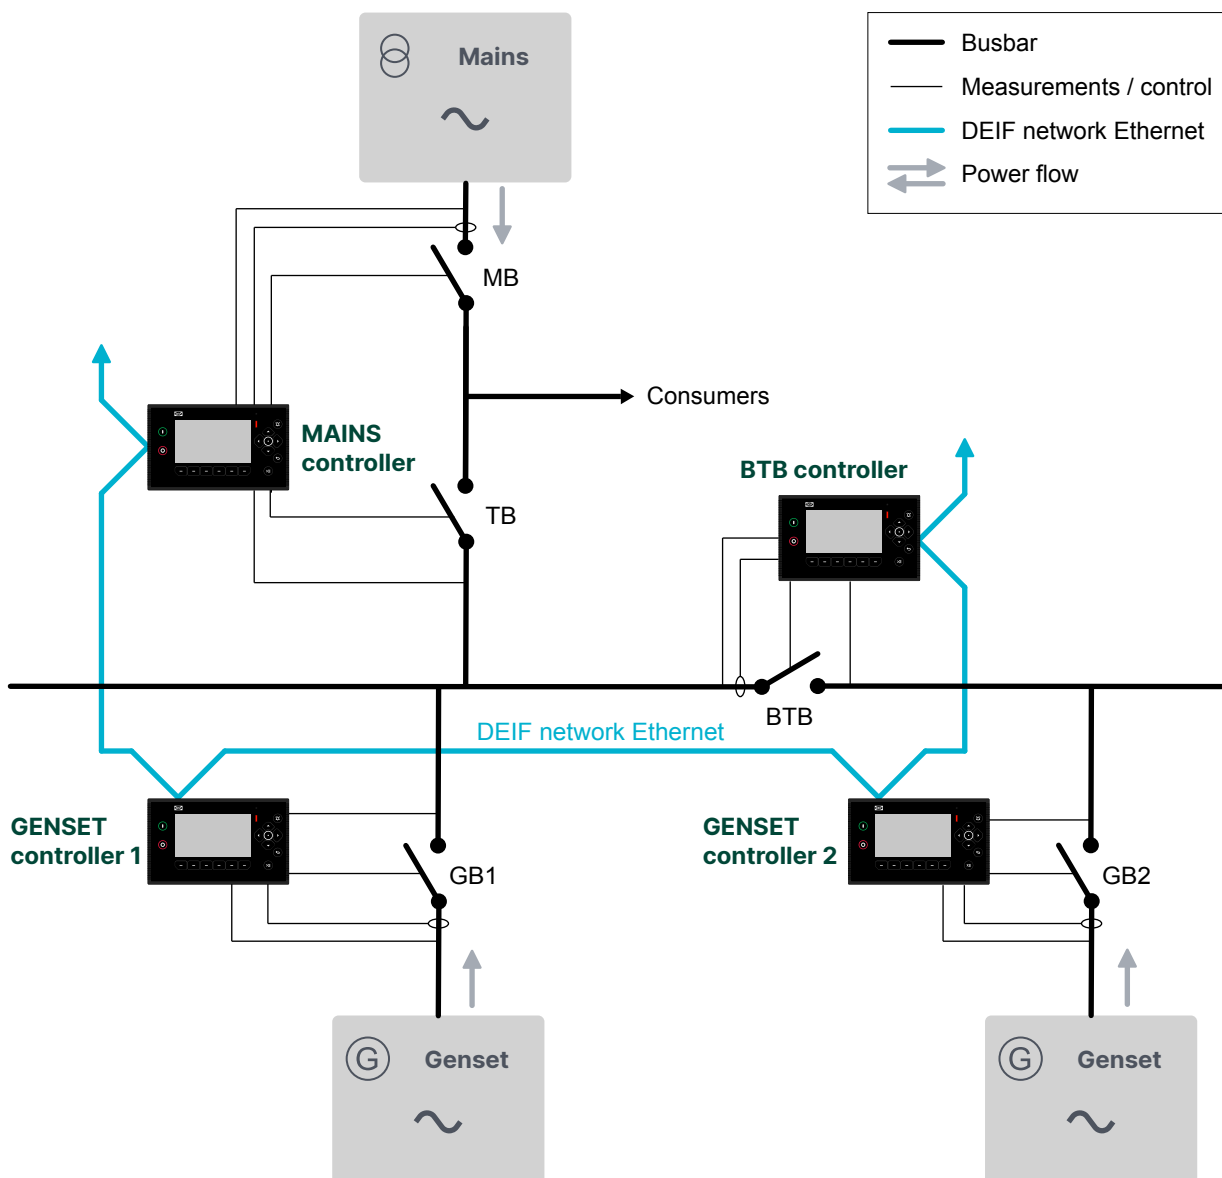 Mains
Busbar
Measurements / control
DEIF network Ethernet
Power flow
MB
Consumers
MAINS
controller
BTB controller
TB
BTB
DEIF network Ethernet
GENSET
controller 1
GB1
GENSET
controller 2
GB2
G
Genset
G
Genset